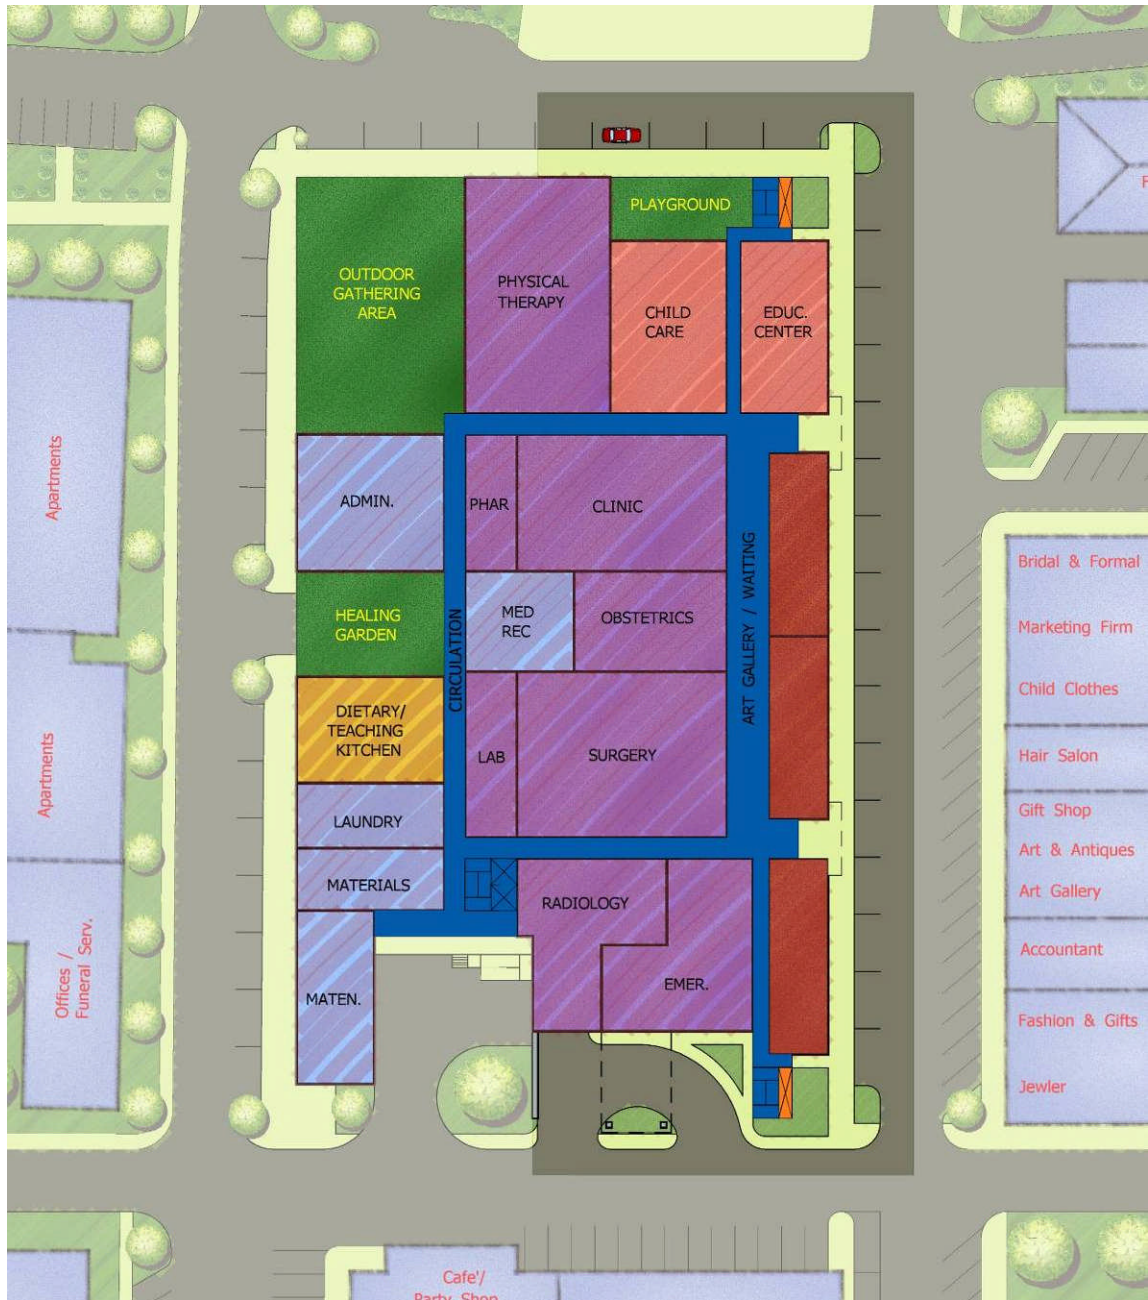 PLAYGROUND
OUTDOOR
GATHERING
AREA
PHYSICAL
THERAPY
CHILD
CARE
EDUC.
CENTER
ADMIN.
PHAR
CLINIC
HEALING
GARDEN
MED
REC
OBSTETRICS
CIRCULATION
ART GALLERY / WAITING
DIETARY/
TEACHING
KITCHEN
LAB
SURGERY
LAUNDRY
MATERIALS
RADIOLOGY
MATEN.
EMER.
Apartments
Apartments
Offices /
Funeral Serv.
Bridal & Formal
Marketing Firm
Child Clothes
Hair Salon
Gift Shop
Art & Antiques
Art Gallery
Accountant
Fashion & Gifts
Jewler
Cafe'/
Party Shop